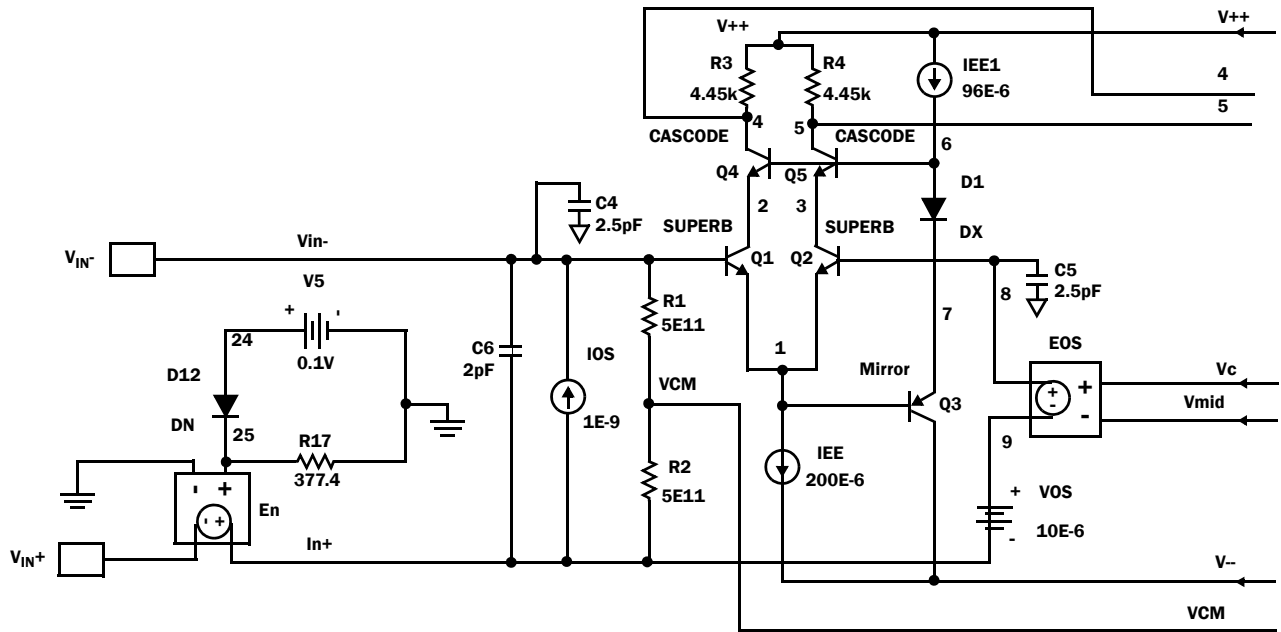 V++
V++
R3
4.45k
R4
4.45k
IEE1
96E-6
4
5
4
5
6
CASCODE
CASCODE
Q4
Q5
D1
DX
2
3
C4
2.5pF
SUPERB
SUPERB
VIN-
Vin-
Q1
Q2
C5
2.5pF
V5
+ -
24
0.1V
R1
5E11
8
7
1
EOS
C6
2pF
IOS
1E-9
D12
DN
VCM
Mirror
Q3
+ -
+
-
Vc
Vmid
25
R17
377.4
R2
5E11
IEE
200E-6
9
- +
- +
En
+ VOS
10E-6
-
VIN+
In+
V--
VCM